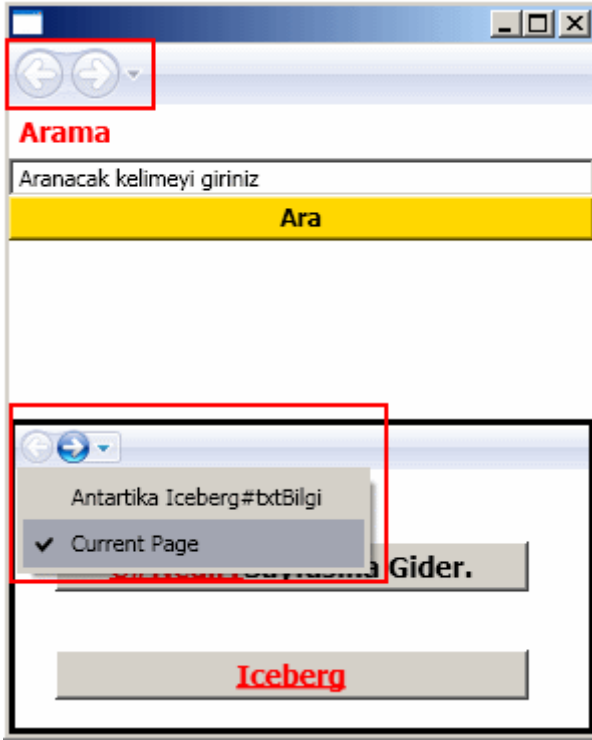 Arama
Aranacak kelimeyi giriniz
Ara
Antartika Iceberg#txtBilgi
Current Page
Gider.
Iceberg